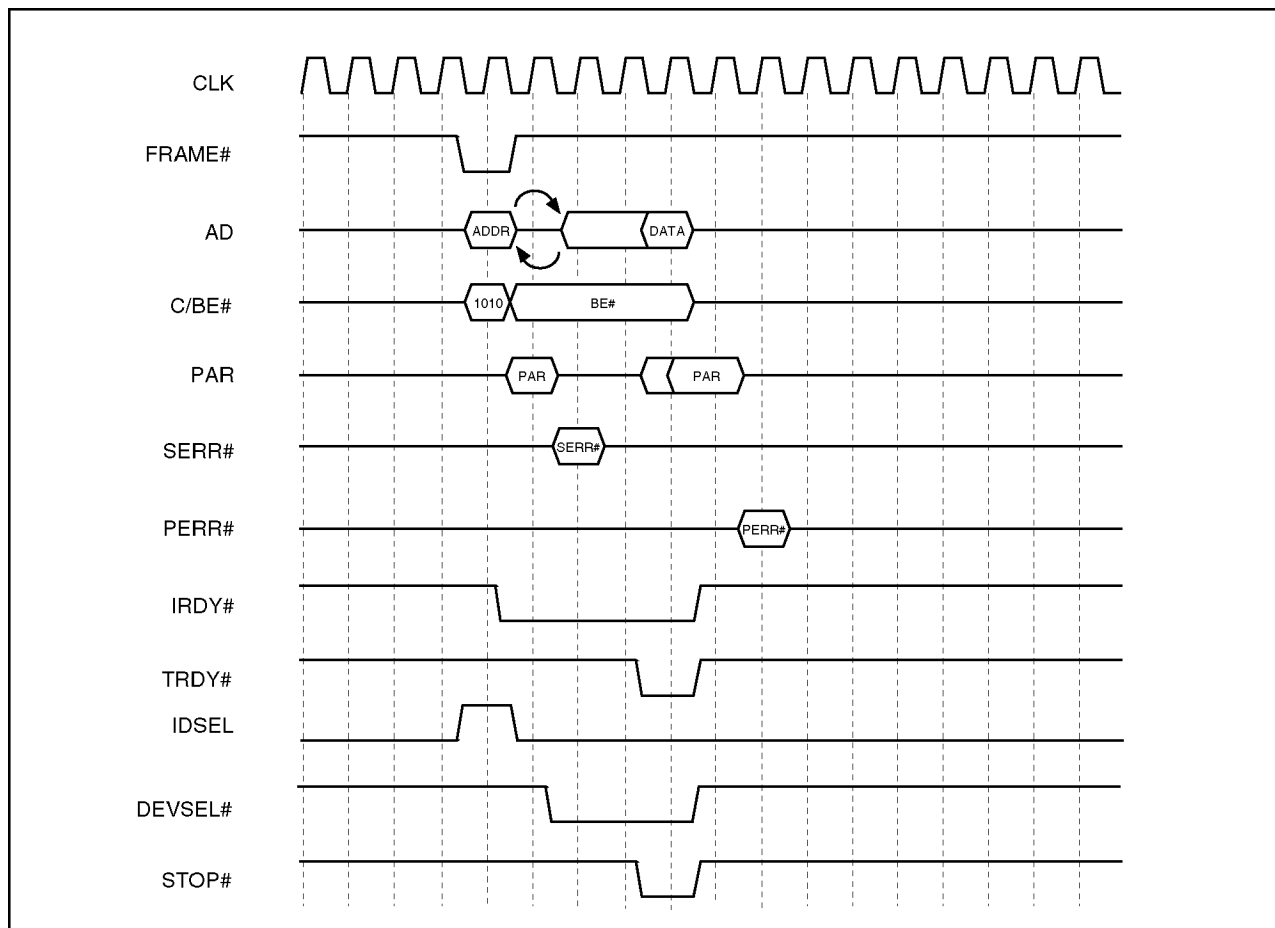 CLK
FRAME#
AD
ADDR
DATA
C/BE#
1010
BE#
PAR
PAR
PAR
SERR#
SERR#
PERR#
PERR#
IRDY#
TRDY#
IDSEL
DEVSEL#
STOP#